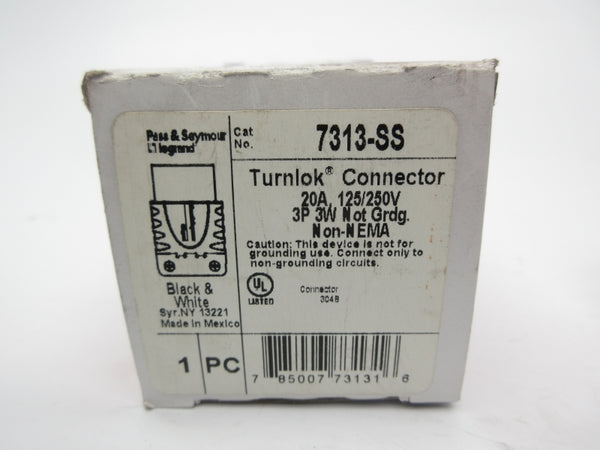 Pass & Seymour
Cat
No.
7313-SS
Turnlok® Connector
20A, 125/250V
3P 3W Not Grdg.
Non-NEMA
Caution: This device is not for
grounding use. Connect only to
non-grounding circuits.
Black &
White
Syr. NY 13221
Made in Mexico
UL
LISTED
Connector
304B
1 PC
7 85007 73131 6